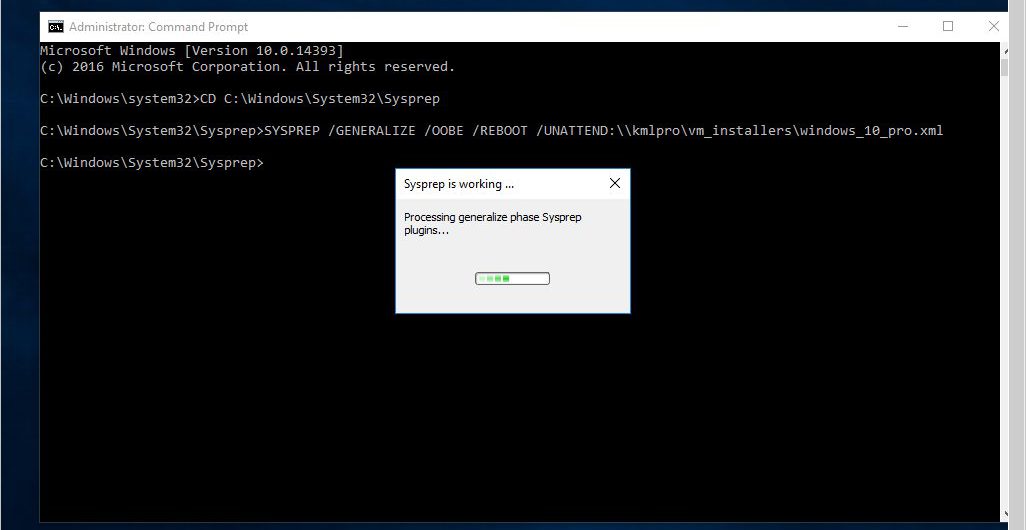 Administrator: Command Prompt
Microsoft Windows [Version 10.0.14393]
(c) 2016 Microsoft Corporation. All rights reserved.
C:\Windows\system32>CD C:\Windows\System32\Sysprep
C:\Windows\System32\Sysprep>SYSPREP /GENERALIZE /OOBE /REBOOT /UNATTEND:\\kmlpro\vm_installers\windows_10_pro.xml
C:\Windows\System32\Sysprep>
Sysprep is working ...
Processing generalize phase Sysprep
plugins...